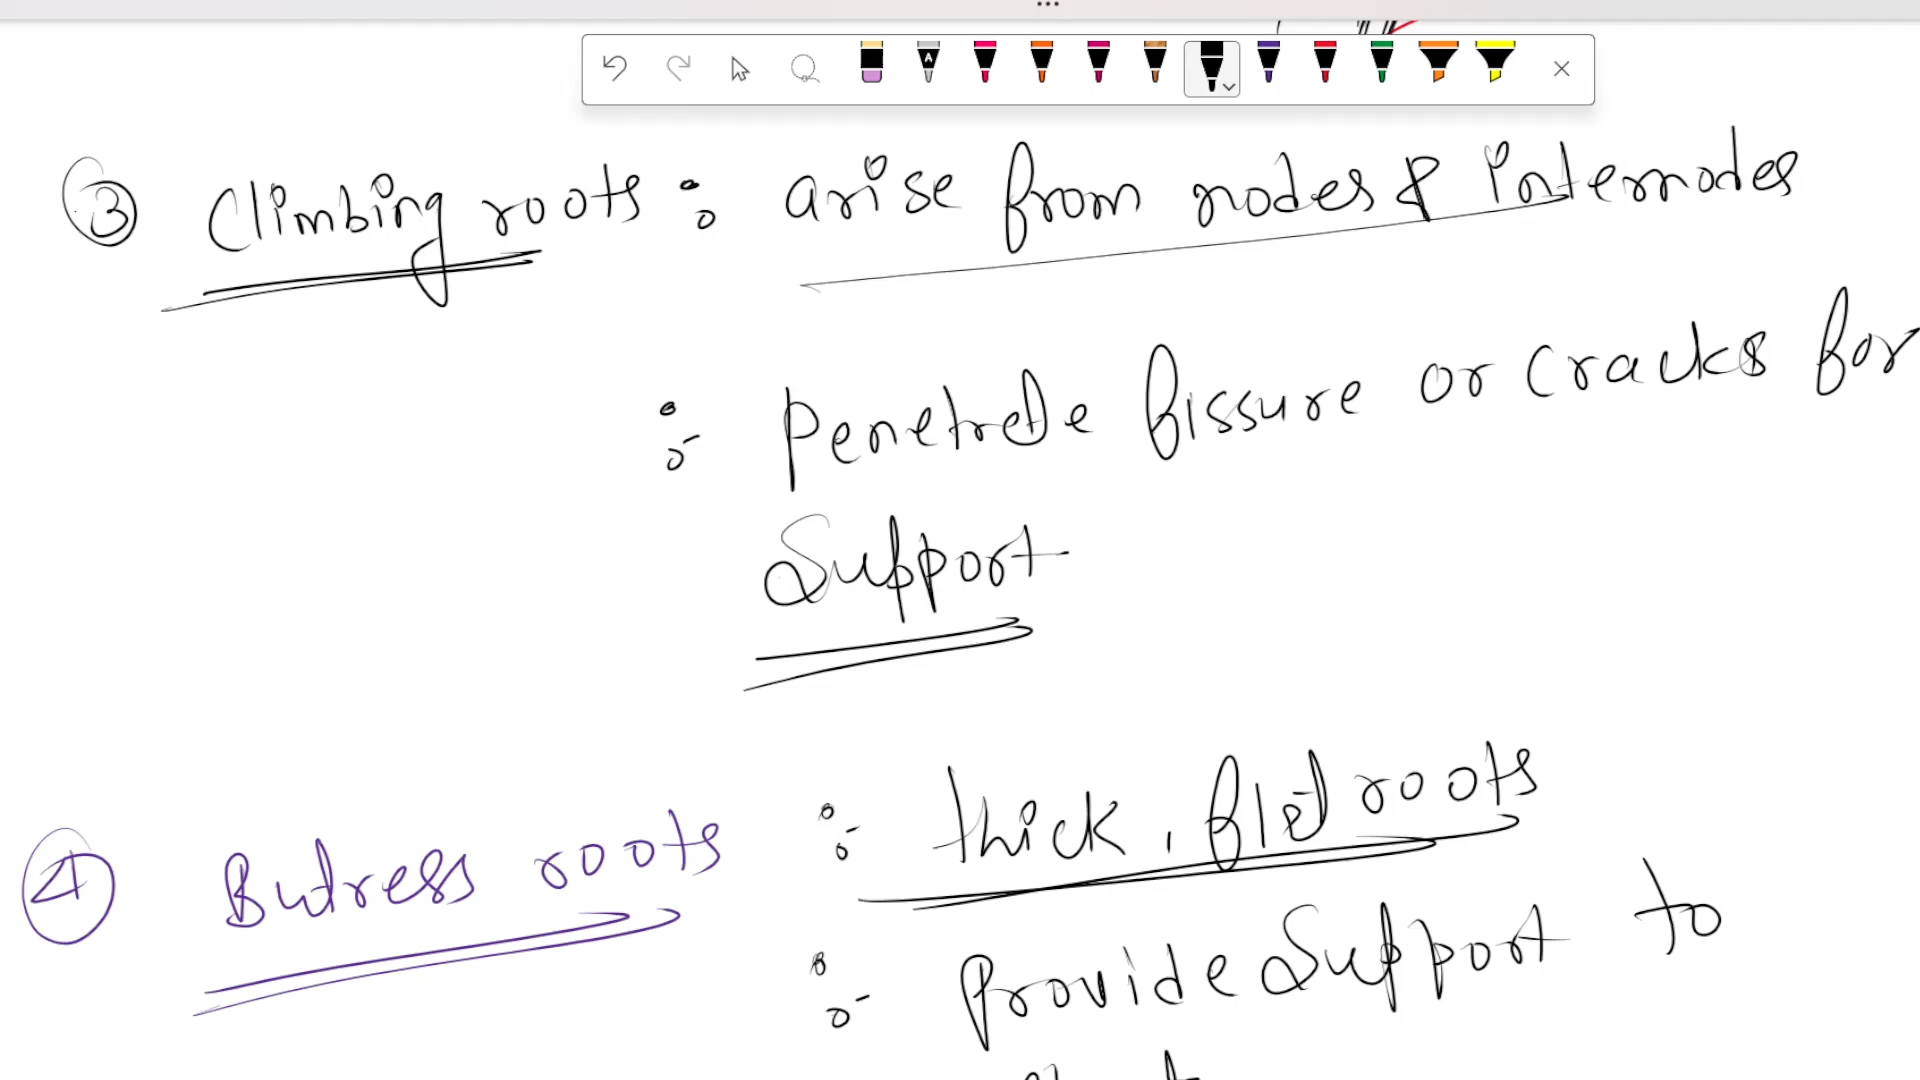 ③ Climbing roots : arise from nodes & internodes
:- Penetrate fissure or cracks for
Support
④ Butress roots :- thick, flat roots
:- Provide Support to